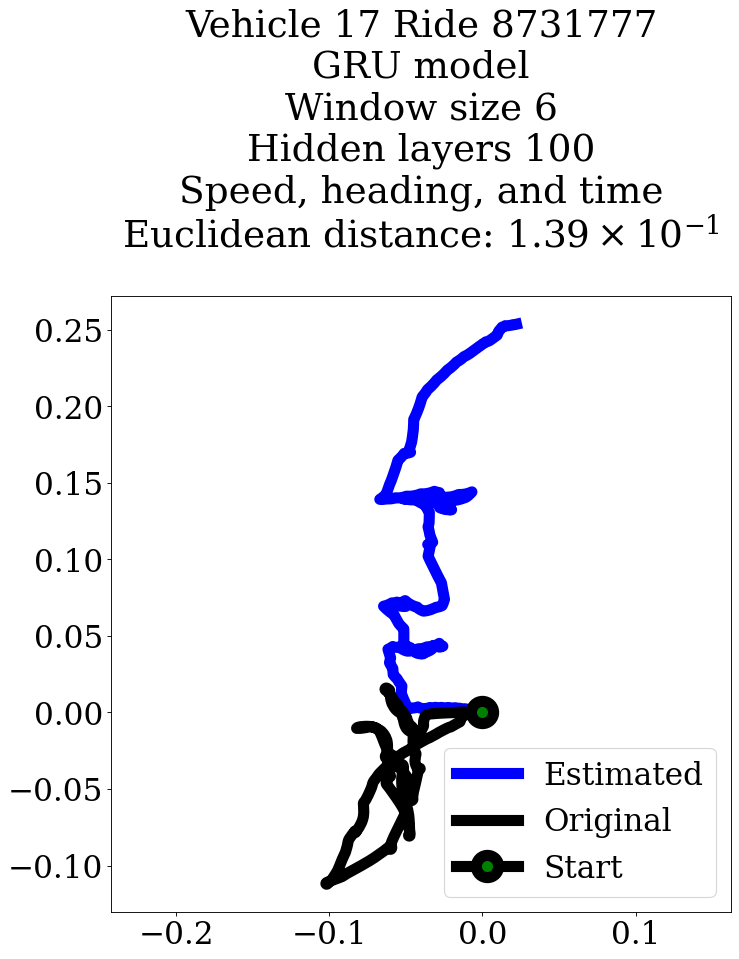 Vehicle 17 Ride 8731777
GRU model
Window size 6
Hidden layers 100
Speed, heading, and time
Euclidean distance: 1.39 × 10⁻¹
0.25
0.20
0.15
0.10
0.05
0.00
−0.05
−0.10
Estimated
Original
Start
−0.2
−0.1
0.0
0.1